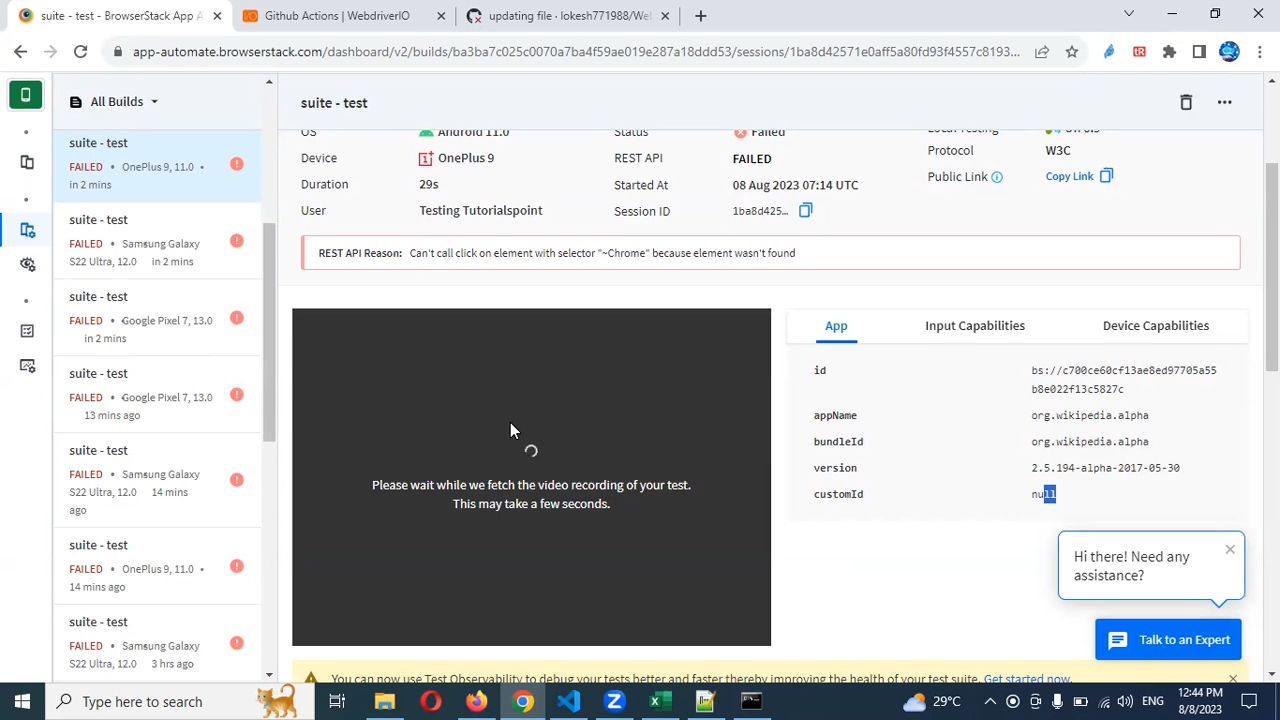 suite - test - BrowserStack App A
Github Actions | WebdriverIO
updating file · lokesh771988/Wel
app-automate.browserstack.com/dashboard/v2/builds/ba3ba7c025c0070a7ba4f59ae019e287a18ddd53/sessions/1ba8d42571e0aff5a80fd93f4557c8193...
All Builds
suite - test
suite - test
FAILED • OnePlus 9, 11.0 •
in 2 mins
suite - test
FAILED • Samsung Galaxy
S22 Ultra, 12.0 in 2 mins
suite - test
FAILED • Google Pixel 7, 13.0
in 2 mins
suite - test
FAILED • Google Pixel 7, 13.0
13 mins ago
suite - test
FAILED • Samsung Galaxy
S22 Ultra, 12.0 14 mins
ago
suite - test
FAILED • OnePlus 9, 11.0 •
14 mins ago
suite - test
FAILED • Samsung Galaxy
S22 Ultra, 12.0 3 hrs ago
OS Android 11.0 Status Failed Local Testing
Device OnePlus 9 REST API FAILED Protocol W3C
Duration 29s Started At 08 Aug 2023 07:14 UTC Public Link Copy Link
User Testing Tutorialspoint Session ID 1ba8d425...
REST API Reason: Can't call click on element with selector "~Chrome" because element wasn't found
Please wait while we fetch the video recording of your test.
This may take a few seconds.
App Input Capabilities Device Capabilities
id bs://c700ce60cf13ae8ed97705a55
b8e022f13c5827c
appName org.wikipedia.alpha
bundleId org.wikipedia.alpha
version 2.5.194-alpha-2017-05-30
customId null
Hi there! Need any
assistance?
Talk to an Expert
You can now use Test Observability to debug your tests better and faster thereby improving the health of your test suite. Get started now.
Type here to search
29°C
ENG
12:44 PM
8/8/2023